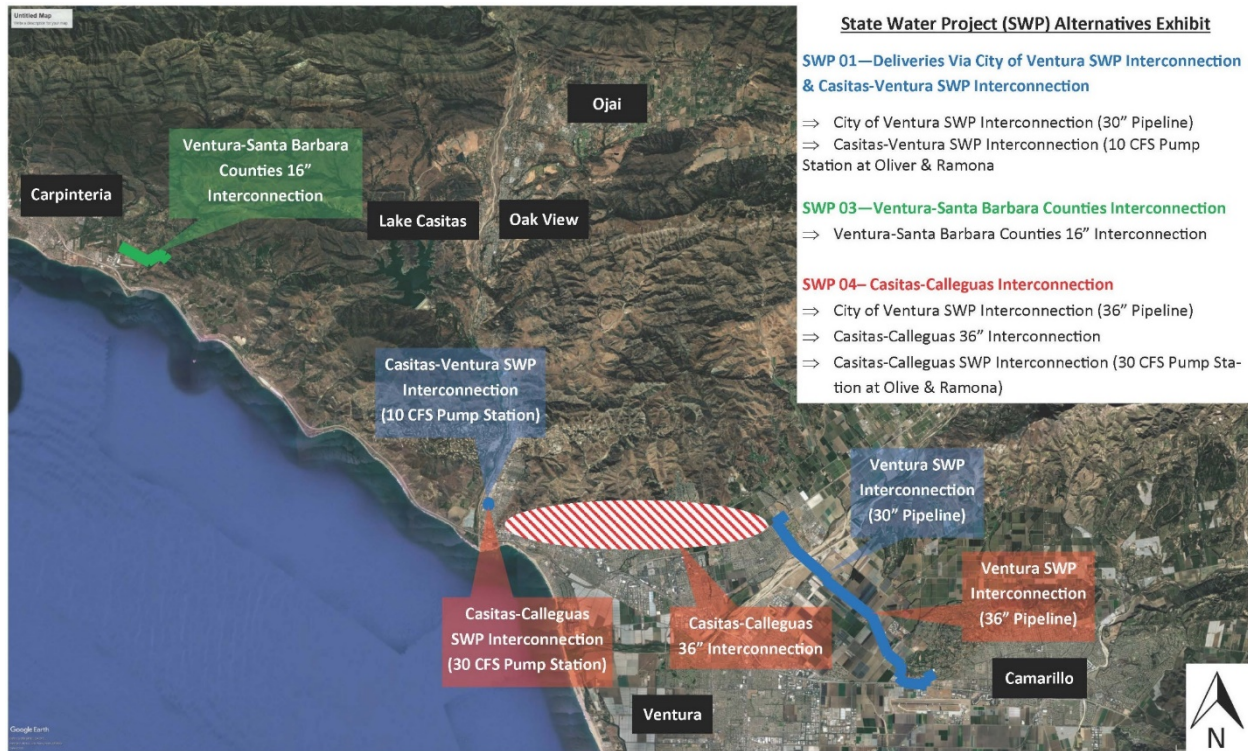 Untitled Map
Write a description for your map.
State Water Project (SWP) Alternatives Exhibit
SWP 01—Deliveries Via City of Ventura SWP Interconnection
& Casitas-Ventura SWP Interconnection
⇒ City of Ventura SWP Interconnection (30” Pipeline)
⇒ Casitas-Ventura SWP Interconnection (10 CFS Pump
Station at Oliver & Ramona
SWP 03—Ventura-Santa Barbara Counties Interconnection
⇒ Ventura-Santa Barbara Counties 16” Interconnection
SWP 04– Casitas-Calleguas Interconnection
⇒ City of Ventura SWP Interconnection (36” Pipeline)
⇒ Casitas-Calleguas 36” Interconnection
⇒ Casitas-Calleguas SWP Interconnection (30 CFS Pump Sta-
tion at Olive & Ramona)
Ojai
Ventura-Santa Barbara
Counties 16”
Interconnection
Carpinteria
Lake Casitas
Oak View
Casitas-Ventura SWP
Interconnection
(10 CFS Pump Station)
Ventura SWP
Interconnection
(30” Pipeline)
Ventura SWP
Interconnection
(36” Pipeline)
Casitas-Calleguas
SWP Interconnection
(30 CFS Pump Station)
Casitas-Calleguas
36” Interconnection
Camarillo
Ventura
Google Earth
N